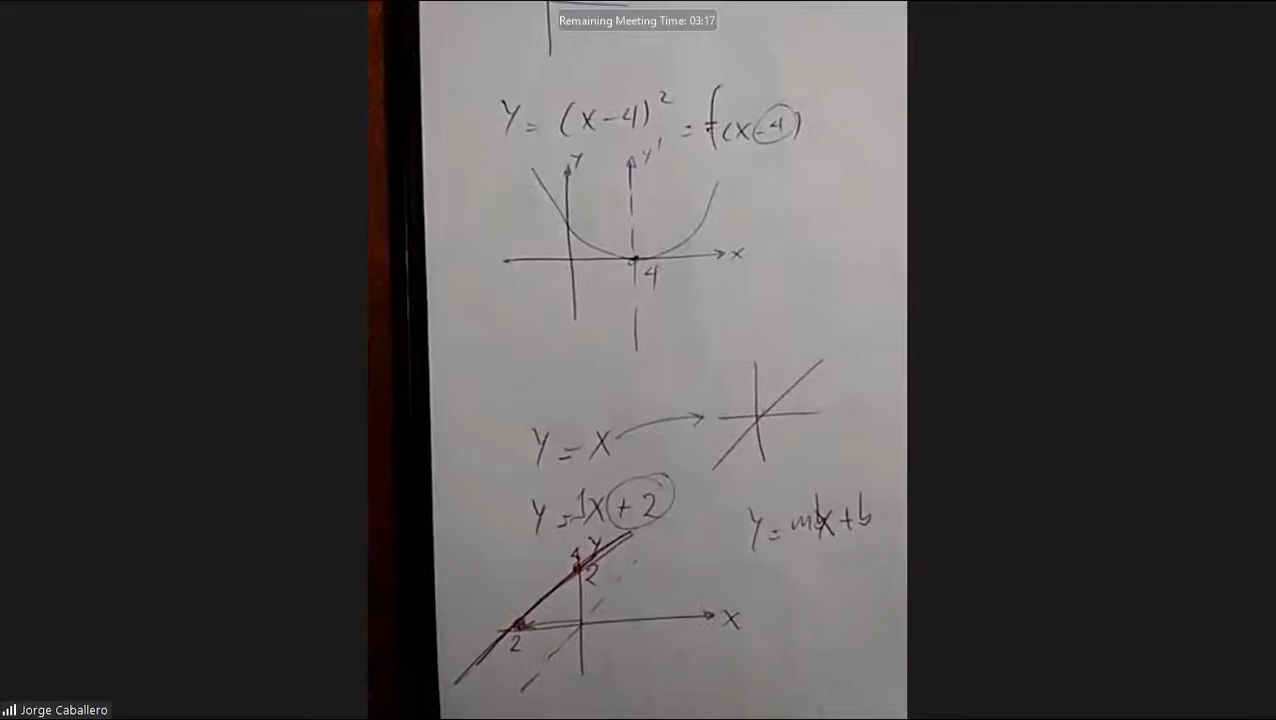 Remaining Meeting Time: 03:17
y = (x-4)² = f(x-4)
y y'
x
4
y = x
y = 1x + 2
y = mx + b
y
2
x
2
Jorge Caballero